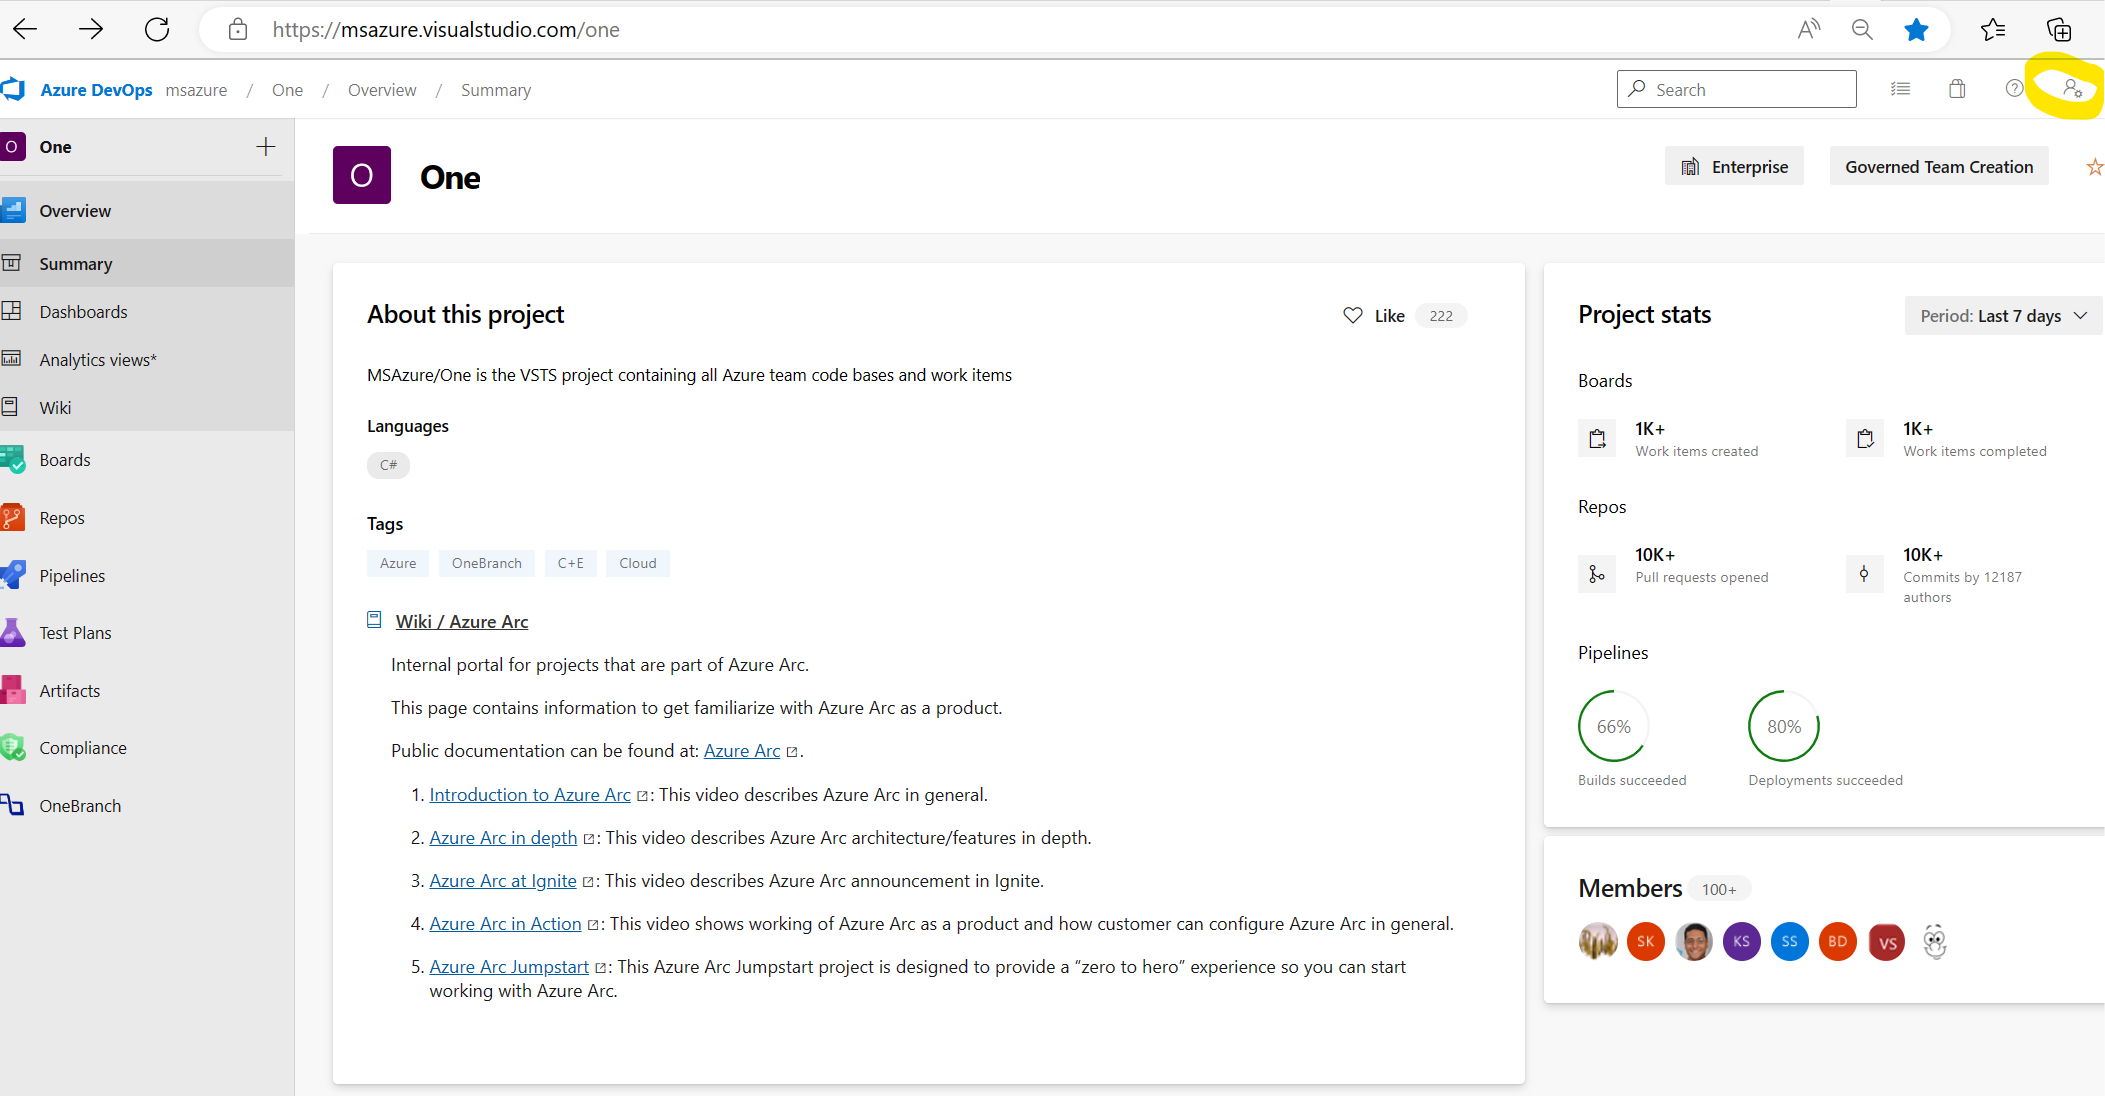 https://msazure.visualstudio.com/one
Azure DevOps msazure / One / Overview / Summary
Search
O One
Overview
Summary
Dashboards
Analytics views*
Wiki
Boards
Repos
Pipelines
Test Plans
Artifacts
Compliance
OneBranch
O One
Enterprise
Governed Team Creation
About this project
Like 222
MSAzure/One is the VSTS project containing all Azure team code bases and work items
Languages
C#
Tags
Azure OneBranch C+E Cloud
Wiki / Azure Arc
Internal portal for projects that are part of Azure Arc.
This page contains information to get familiarize with Azure Arc as a product.
Public documentation can be found at: Azure Arc .
1. Introduction to Azure Arc : This video describes Azure Arc in general.
2. Azure Arc in depth : This video describes Azure Arc architecture/features in depth.
3. Azure Arc at Ignite : This video describes Azure Arc announcement in Ignite.
4. Azure Arc in Action : This video shows working of Azure Arc as a product and how customer can configure Azure Arc in general.
5. Azure Arc Jumpstart : This Azure Arc Jumpstart project is designed to provide a “zero to hero” experience so you can start
working with Azure Arc.
Project stats
Period: Last 7 days
Boards
1K+
Work items created
1K+
Work items completed
Repos
10K+
Pull requests opened
10K+
Commits by 12187
authors
Pipelines
66%
Builds succeeded
80%
Deployments succeeded
Members 100+
SK KS SS BD VS